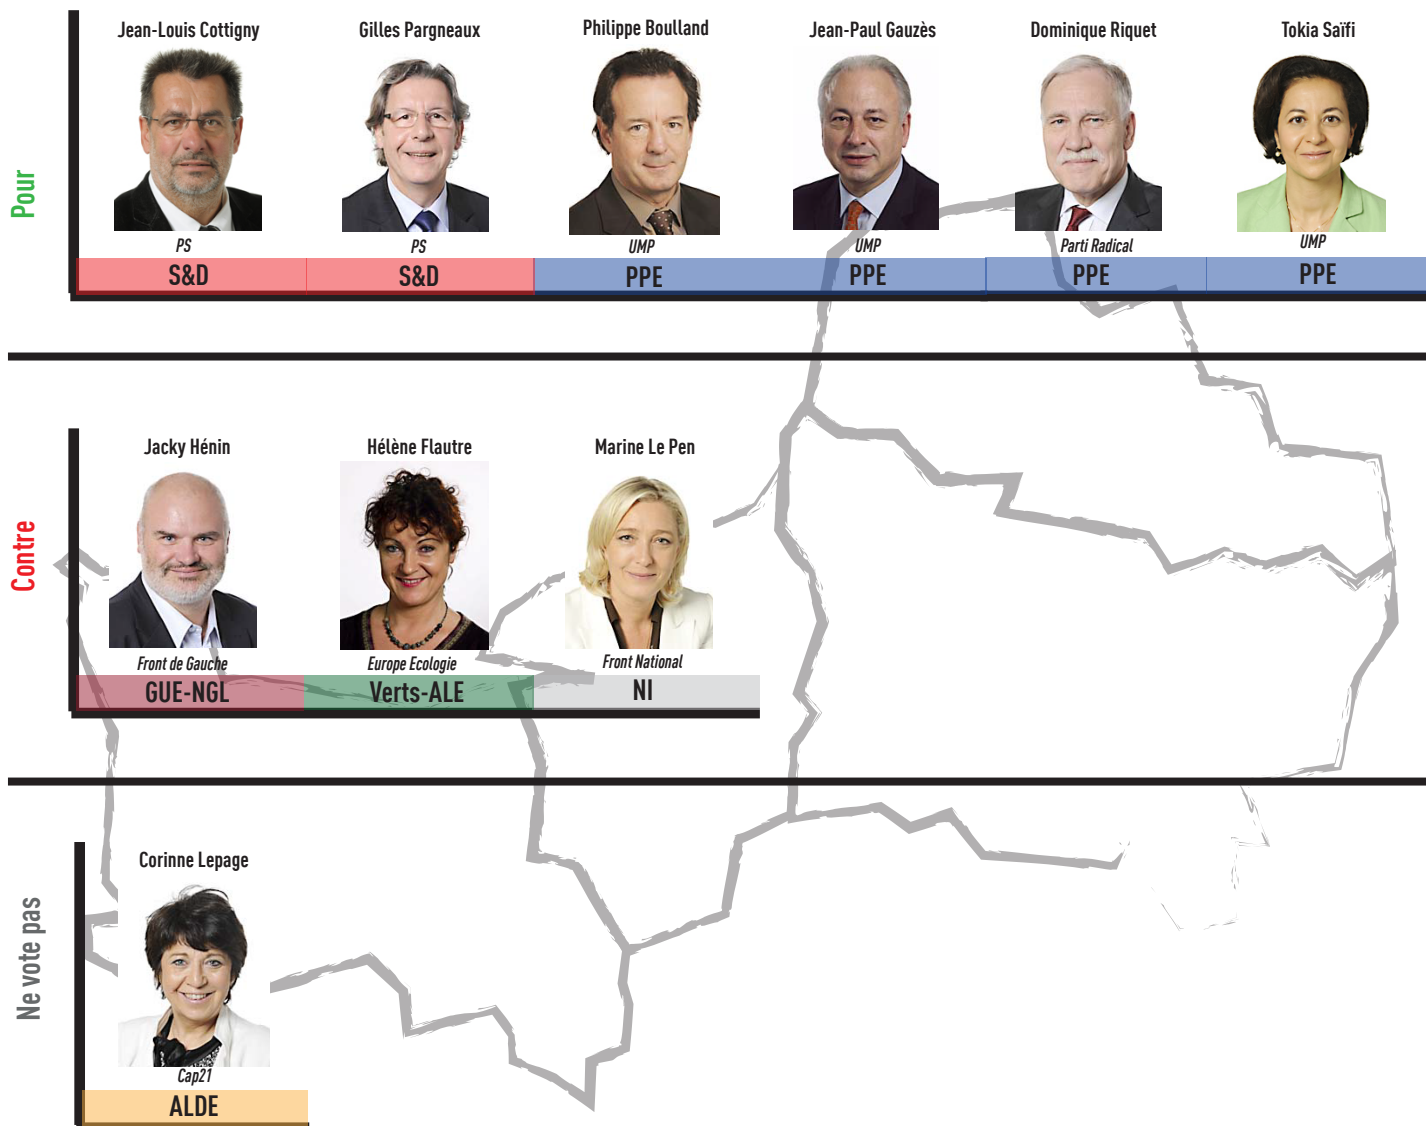 Jean-Louis Cottigny Gilles Pargneaux Philippe Boulland Jean-Paul Gauzès Dominique Riquet Tokia Saïfi
Pour
PS PS UMP UMP Parti Radical UMP
S&D S&D PPE PPE PPE PPE
Jacky Hénin Hélène Flautre Marine Le Pen
Contre
Front de Gauche Europe Ecologie Front National
GUE-NGL Verts-ALE NI
Corinne Lepage
Ne vote pas
Cap21
ALDE